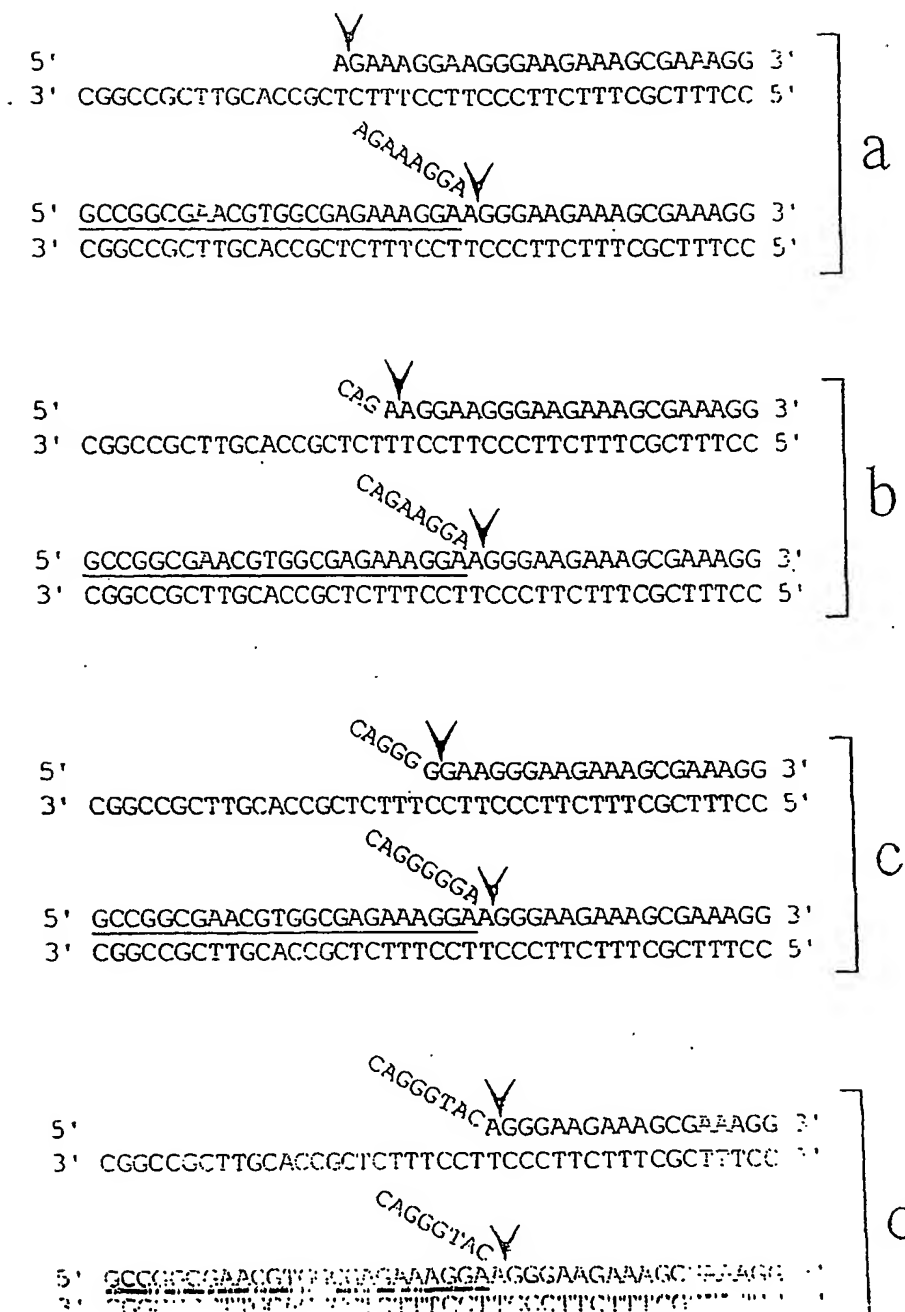 5' AGAAAGGAAGGGAAGAAAGCGAAAGG 3'
3' CGGCCGCTTGCACCGCTCTTTCCTTCCCTTCTTTCGCTTTCC 5'
AGAAAGGA
5' GCCGGCGAACGTGGCGAGAAAGGAAGGGAAGAAAGCGAAAGG 3'
3' CGGCCGCTTGCACCGCTCTTTCCTTCCCTTCTTTCGCTTTCC 5'
a
CAG
5' AAGGAAGGGAAGAAAGCGAAAGG 3'
3' CGGCCGCTTGCACCGCTCTTTCCTTCCCTTCTTTCGCTTTCC 5'
CAGAAGGA
5' GCCGGCGAACGTGGCGAGAAAGGAAGGGAAGAAAGCGAAAGG 3'
3' CGGCCGCTTGCACCGCTCTTTCCTTCCCTTCTTTCGCTTTCC 5'
b
CAGGG
5' GGAAGGGAAGAAAGCGAAAGG 3'
3' CGGCCGCTTGCACCGCTCTTTCCTTCCCTTCTTTCGCTTTCC 5'
CAGGGGGA
5' GCCGGCGAACGTGGCGAGAAAGGAAGGGAAGAAAGCGAAAGG 3'
3' CGGCCGCTTGCACCGCTCTTTCCTTCCCTTCTTTCGCTTTCC 5'
c
CAGGGTAC
5' AGGGAAGAAAGCGAAAGG 3'
3' CGGCCGCTTGCACCGCTCTTTCCTTCCCTTCTTTCGCTTTCC 5'
CAGGGTAC
5'
3'